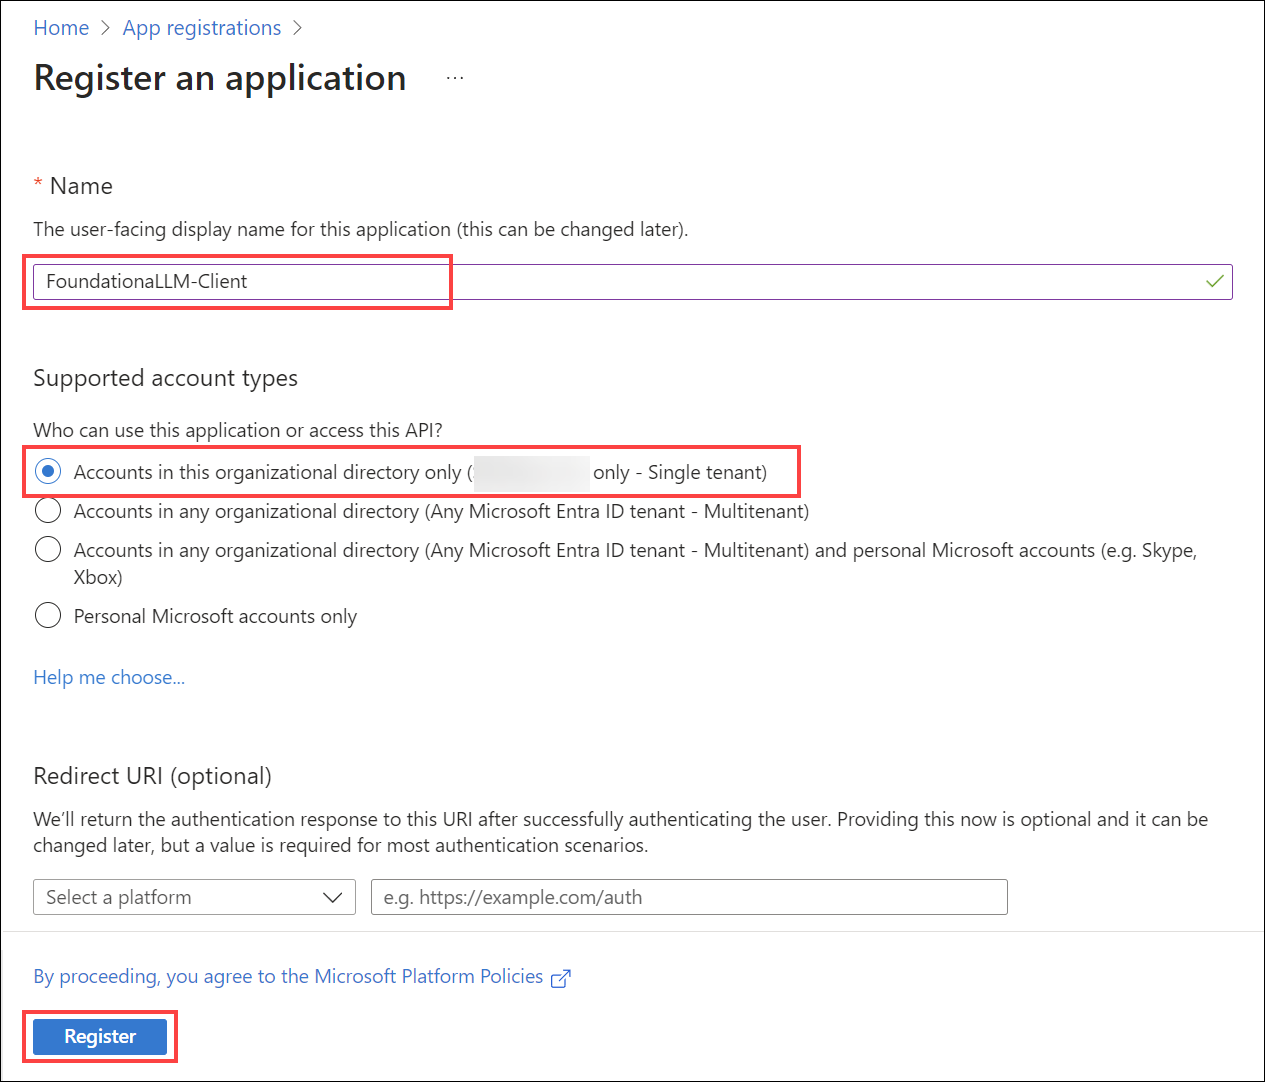 Home > App registrations >
Register an application ...
* Name
The user-facing display name for this application (this can be changed later).
FoundationaLLM-Client
Supported account types
Who can use this application or access this API?
Accounts in this organizational directory only ( only - Single tenant)
Accounts in any organizational directory (Any Microsoft Entra ID tenant - Multitenant)
Accounts in any organizational directory (Any Microsoft Entra ID tenant - Multitenant) and personal Microsoft accounts (e.g. Skype,
Xbox)
Personal Microsoft accounts only
Help me choose...
Redirect URI (optional)
We’ll return the authentication response to this URI after successfully authenticating the user. Providing this now is optional and it can be
changed later, but a value is required for most authentication scenarios.
Select a platform e.g. https://example.com/auth
By proceeding, you agree to the Microsoft Platform Policies
Register